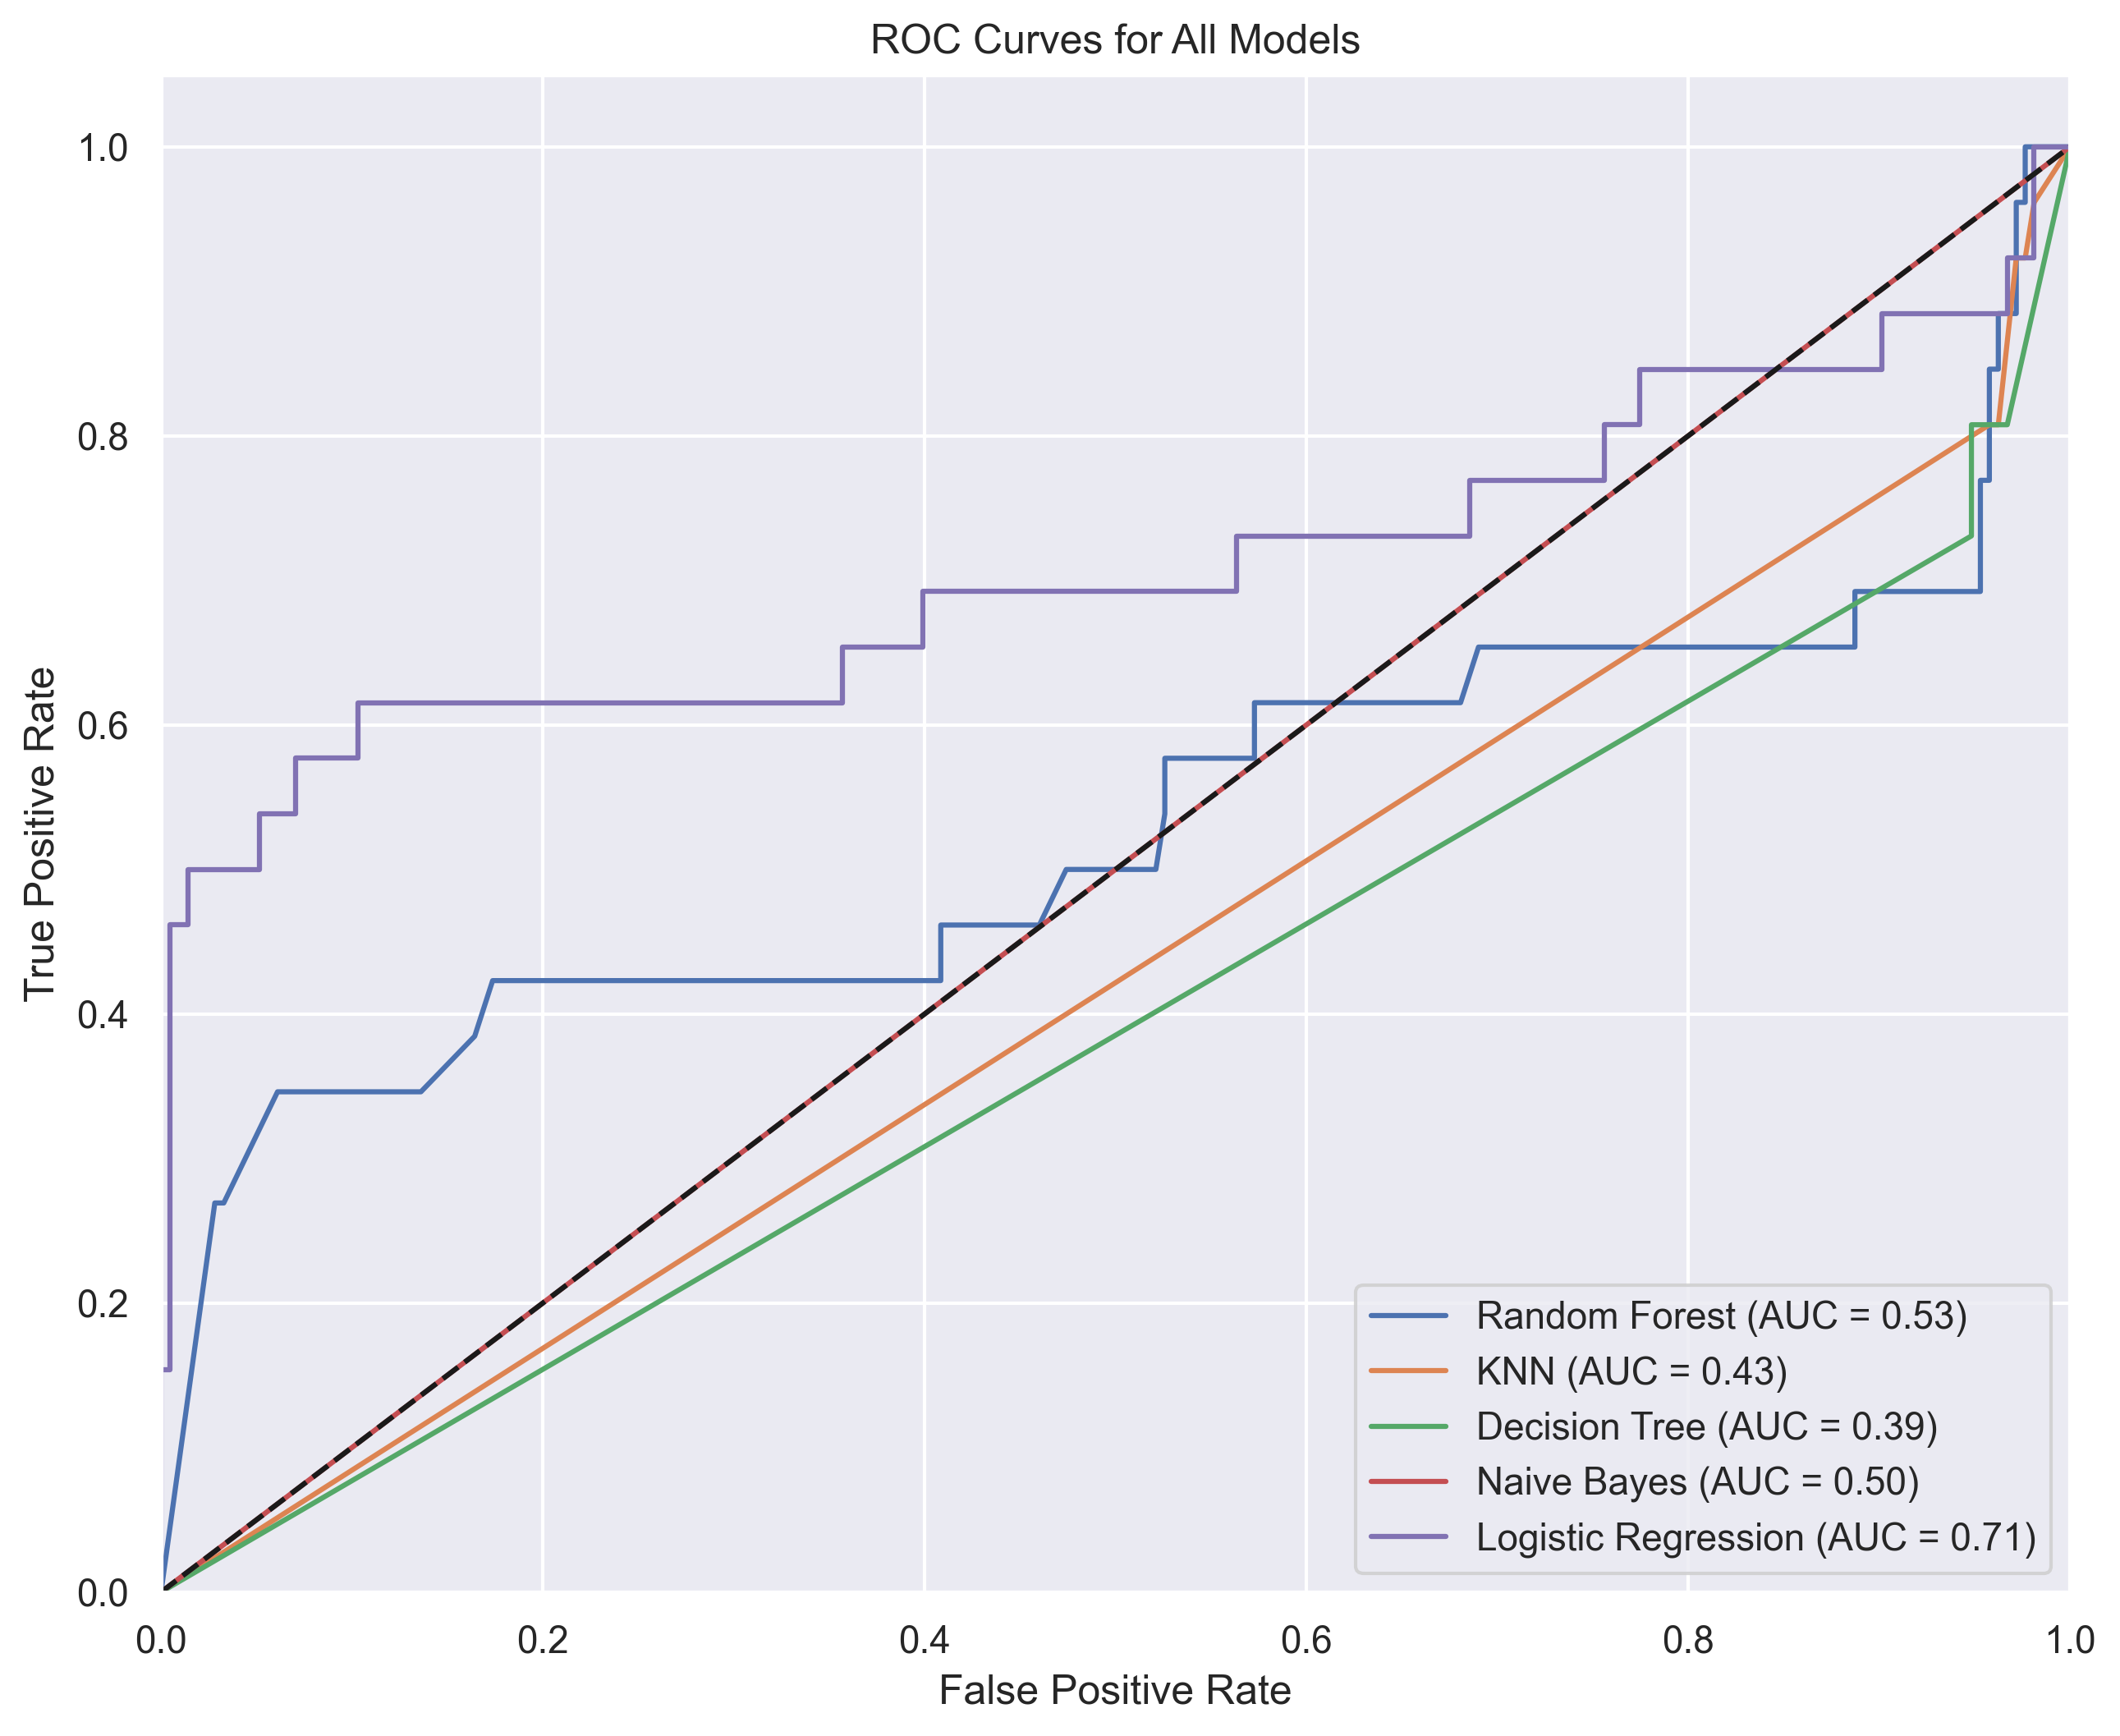 ROC Curves for All Models
True Positive Rate
1.0
0.8
0.6
0.4
0.2
0.0
0.0 0.2 0.4 0.6 0.8 1.0
False Positive Rate
Random Forest (AUC = 0.53)
KNN (AUC = 0.43)
Decision Tree (AUC = 0.39)
Naive Bayes (AUC = 0.50)
Logistic Regression (AUC = 0.71)